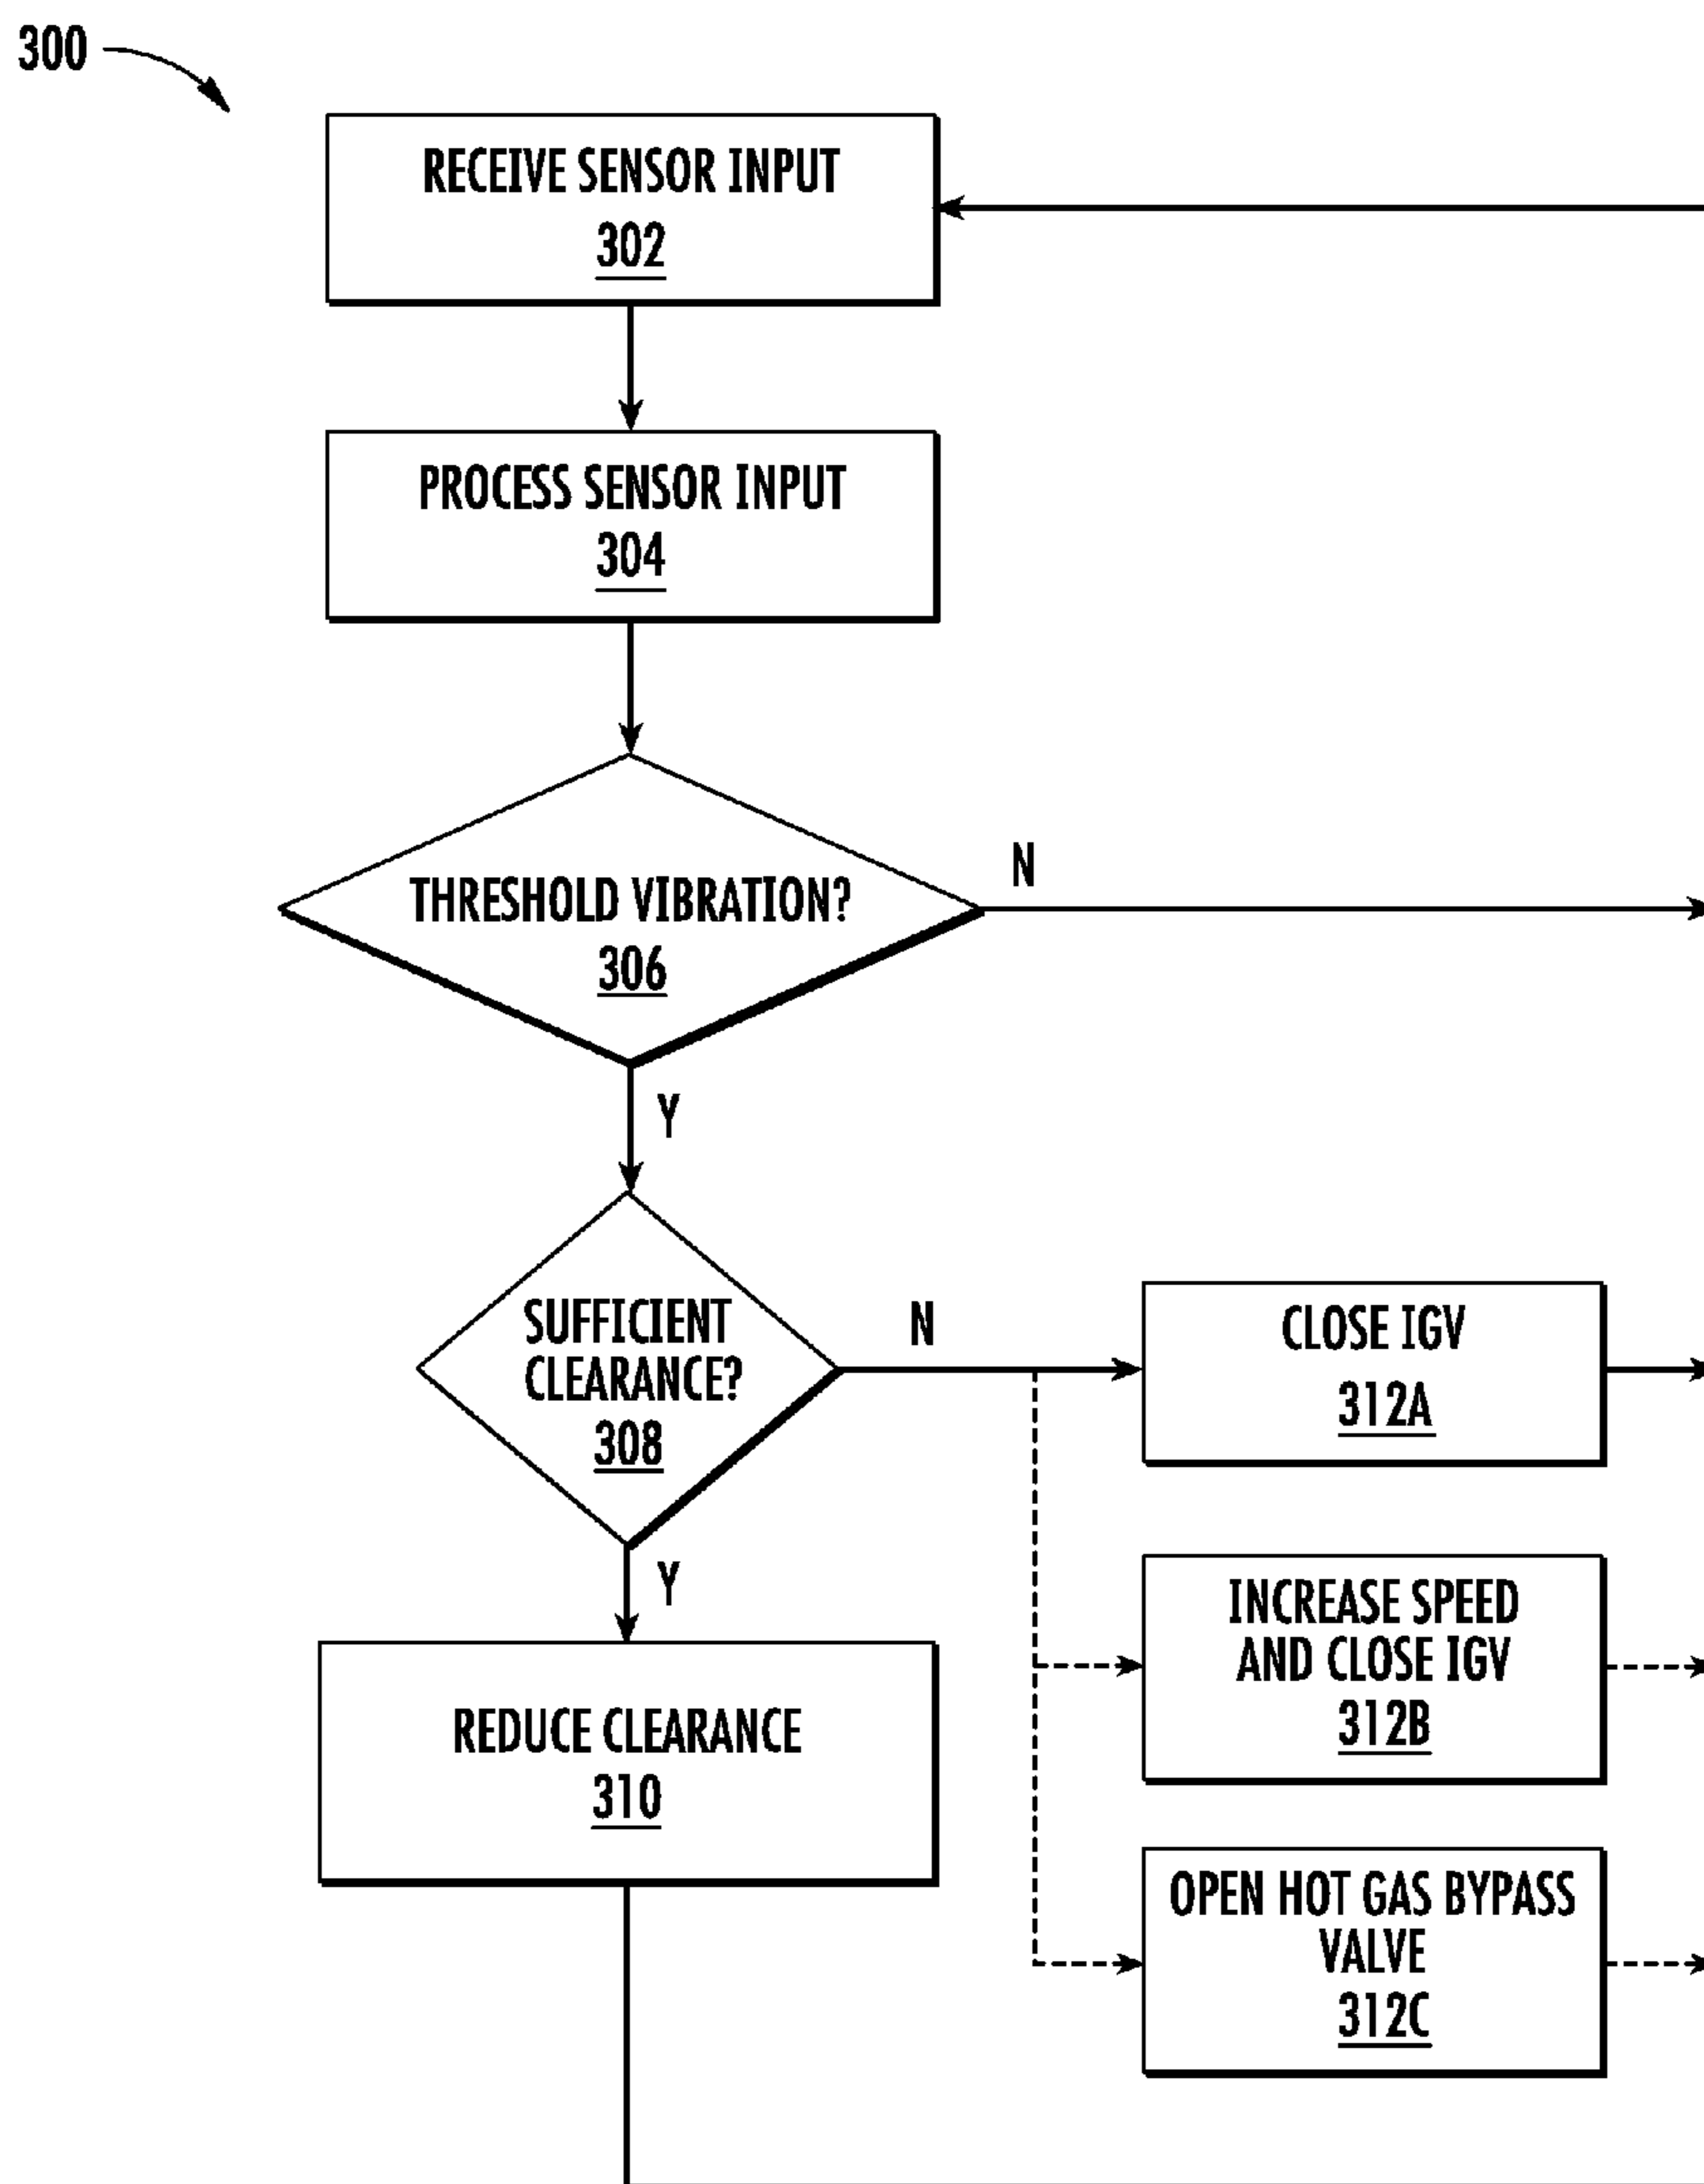 300
RECEIVE SENSOR INPUT
302
PROCESS SENSOR INPUT
304
THRESHOLD VIBRATION?
306
N
Y
SUFFICIENT
CLEARANCE?
308
N
Y
REDUCE CLEARANCE
310
CLOSE IGV
312A
INCREASE SPEED
AND CLOSE IGV
312B
OPEN HOT GAS BYPASS
VALVE
312C